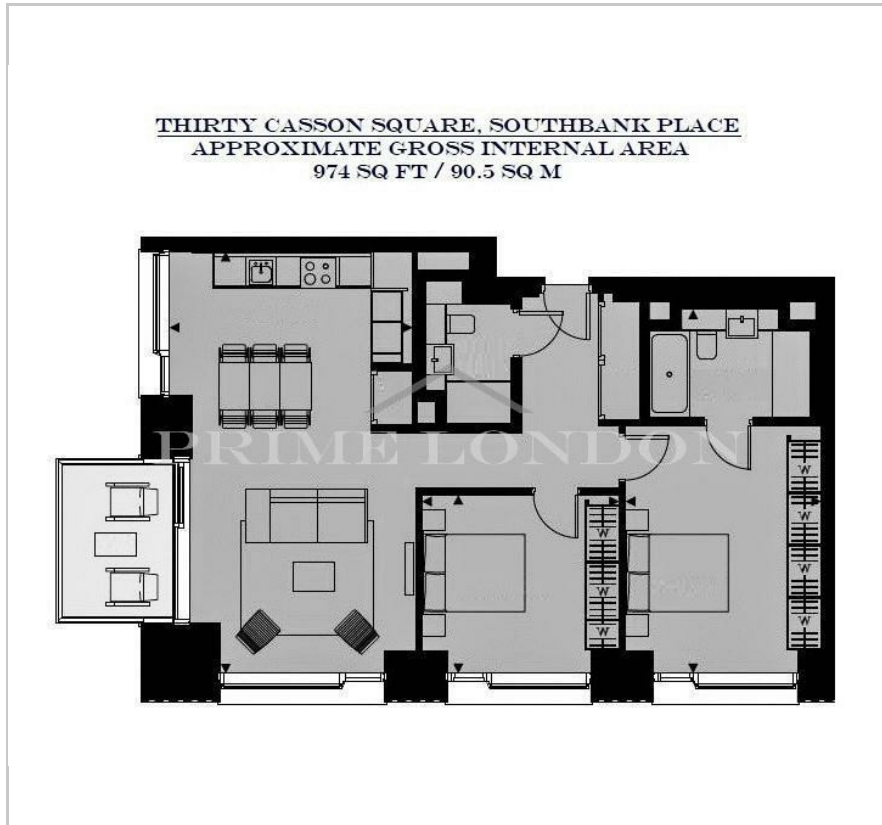 THIRTY CASSON SQUARE, SOUTHBANK PLACE
APPROXIMATE GROSS INTERNAL AREA
974 SQ FT / 90.5 SQ M
PRIME LONDON
W
W
W
W
W
W
W